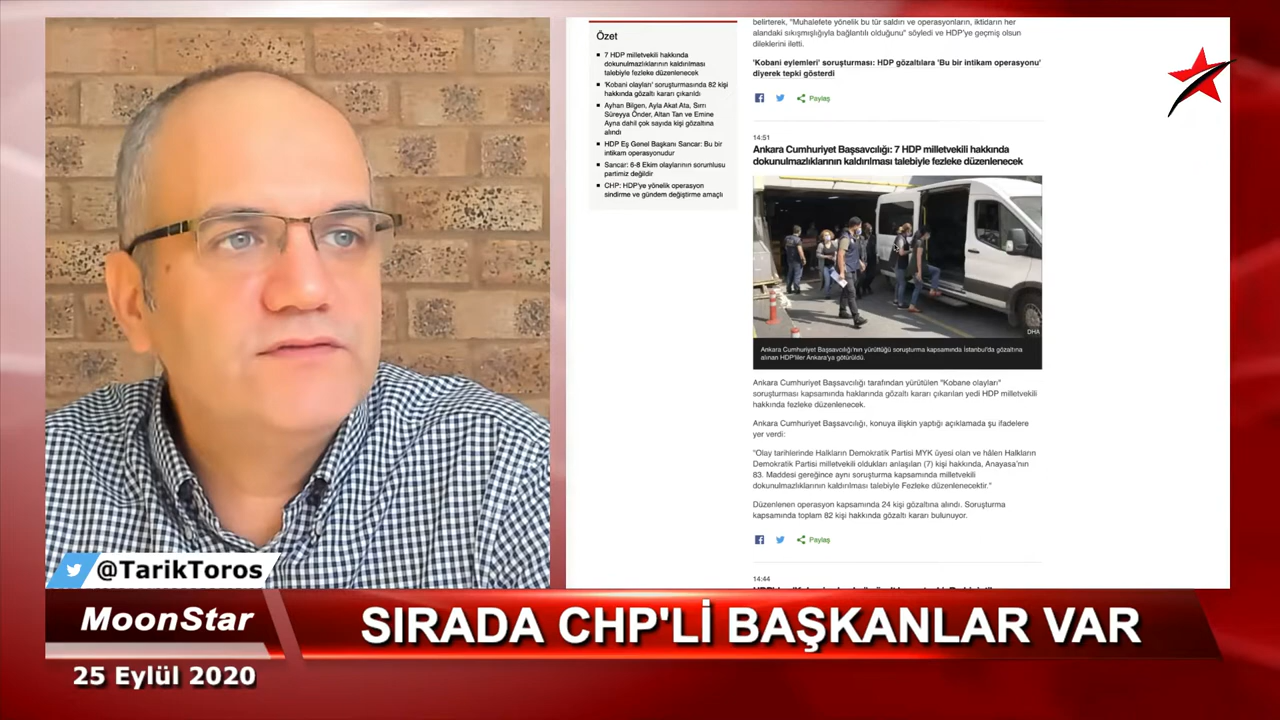 Özet
7 HDP milletvekili hakkında
dokunulmazlıklarının kaldırılması
talebiyle fezleke düzenlenecek
'Kobani olayları' soruşturmasında 82 kişi
hakkında gözaltı kararı çıkarıldı
Ayhan Bilgen, Ayla Akat Ata, Sırrı
Süreyya Önder, Altan Tan ve Emine
Ayna dahil çok sayıda kişi gözaltına
alındı
HDP Eş Genel Başkanı Sancar: Bu bir
intikam operasyonudur
Sancar: 6-8 Ekim olaylarının sorumlusu
partimiz değildir
CHP: HDP'ye yönelik operasyon
sindirme ve gündem değiştirme amaçlı
belirterek, "Muhalefete yönelik bu tür saldırı ve operasyonların, iktidarın her
alandaki sıkışmışlığıyla bağlantılı olduğunu" söyledi ve HDP'ye geçmiş olsun
dileklerini iletti.
'Kobani eylemleri' soruşturması: HDP gözaltılara 'Bu bir intikam operasyonu'
diyerek tepki gösterdi
Paylaş
14:51
Ankara Cumhuriyet Başsavcılığı: 7 HDP milletvekili hakkında
dokunulmazlıklarının kaldırılması talebiyle fezleke düzenlenecek
DHA
Ankara Cumhuriyet Başsavcılığı'nın yürüttüğü soruşturma kapsamında İstanbul'da gözaltına
alınan HDP'liler Ankara'ya götürüldü.
Ankara Cumhuriyet Başsavcılığı tarafından yürütülen "Kobane olayları"
soruşturması kapsamında haklarında gözaltı kararı çıkarılan yedi HDP milletvekili
hakkında fezleke düzenlenecek.
Ankara Cumhuriyet Başsavcılığı, konuya ilişkin yaptığı açıklamada şu ifadelere
yer verdi:
"Olay tarihlerinde Halkların Demokratik Partisi MYK üyesi olan ve hâlen Halkların
Demokratik Partisi milletvekili oldukları anlaşılan (7) kişi hakkında, Anayasa'nın
83. Maddesi gereğince aynı soruşturma kapsamında milletvekili
dokunulmazlıklarının kaldırılması talebiyle Fezleke düzenlenecektir."
Düzenlenen operasyon kapsamında 24 kişi gözaltına alındı. Soruşturma
kapsamında toplam 82 kişi hakkında gözaltı kararı bulunuyor.
Paylaş
14:44
@TarikToros
MoonStar
SIRADA CHP'Lİ BAŞKANLAR VAR
25 Eylül 2020